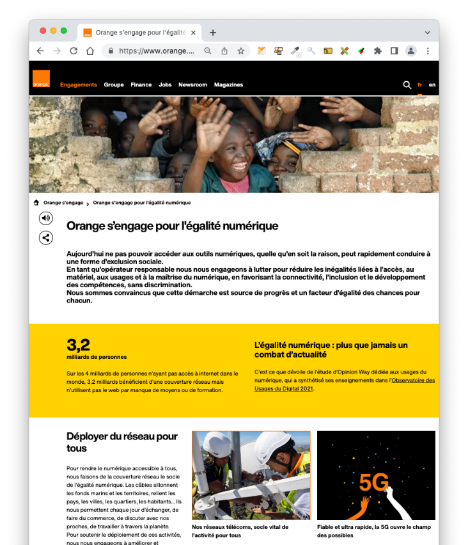 Orange s'engage pour l'égalité
https://www.orange....
orange
Engagements Groupe Finance Jobs Newsroom Magazines
fr en
Orange s'engage > Orange s'engage pour l'égalité numérique
Orange s'engage pour l'égalité numérique
Aujourd'hui ne pas pouvoir accéder aux outils numériques, quelle qu'en soit la raison, peut rapidement conduire à
une forme d'exclusion sociale.
En tant qu'opérateur responsable nous nous engageons à lutter pour réduire les inégalités liées à l'accès, au
matériel, aux usages et à la maîtrise du numérique, en favorisant la connectivité, l'inclusion et le développement
des compétences, sans discrimination.
Nous sommes convaincus que cette démarche est source de progrès et un facteur d'égalité des chances pour
chacun.
3,2
milliards de personnes
Sur les 4 milliards de personnes n'ayant pas accès à internet dans le
monde, 3,2 milliards bénéficient d'une couverture réseau mais
n'utilisent pas le web par manque de moyens ou de formation.
L'égalité numérique : plus que jamais un
combat d'actualité
C'est ce que dévoile de l'étude d'Opinion Way dédiée aux usages du
numérique, qui a synthétisé ses enseignements dans l'Observatoire des
Usages du Digital 2021.
Déployer du réseau pour
tous
Pour rendre le numérique accessible à tous,
nous faisons de la couverture réseau le socle
de l'égalité numérique. Les câbles sillonnent
les fonds marins et les territoires, relient les
pays, les villes, les quartiers, les habitants... Ils
nous permettent chaque jour d'échanger, de
faire du commerce, de discuter avec nos
proches, de travailler à travers la planète.
Pour soutenir le déploiement de ces activités,
nous nous engageons à améliorer et
Nos réseaux télécoms, socle vital de
l'activité pour tous
5G
Fiable et ultra rapide, la 5G ouvre le champ
des possibles